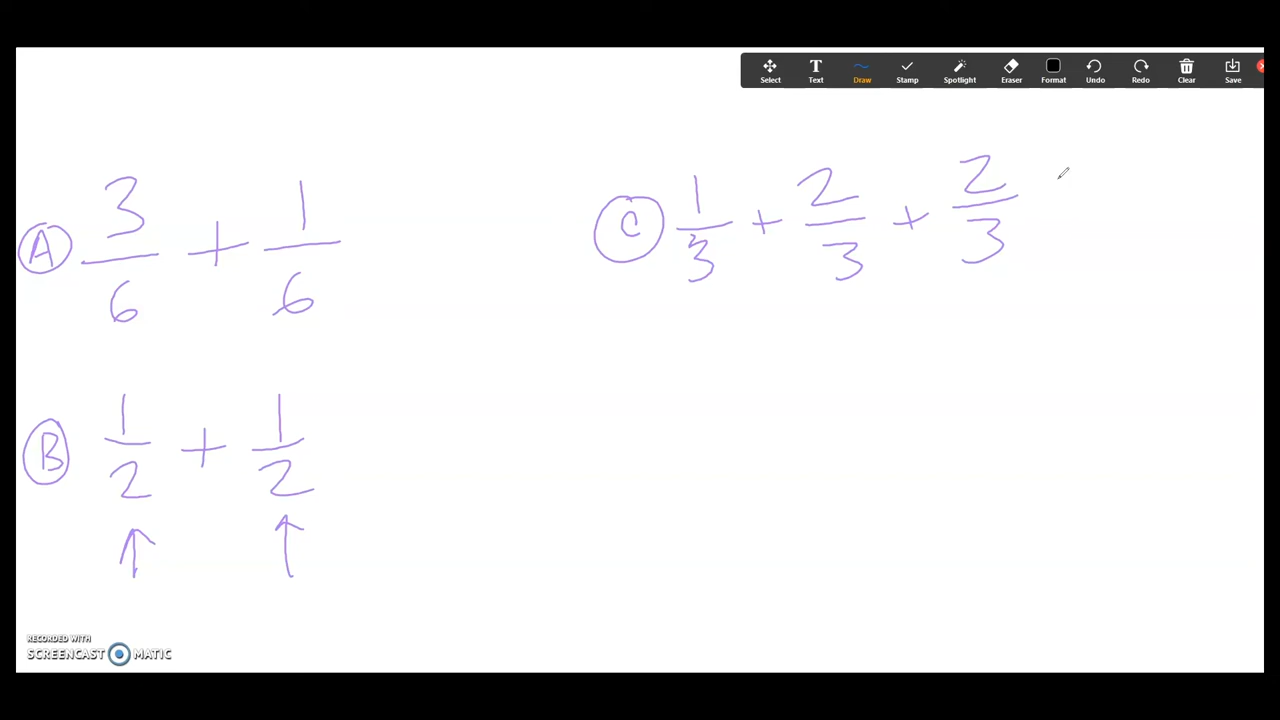 Select Text Draw Stamp Spotlight Eraser Format Undo Redo Clear Save
A 3/6 + 1/6
B 1/2 + 1/2
↑ ↑
C 1/3 + 2/3 + 2/3
RECORDED WITH
SCREENCAST MATIC